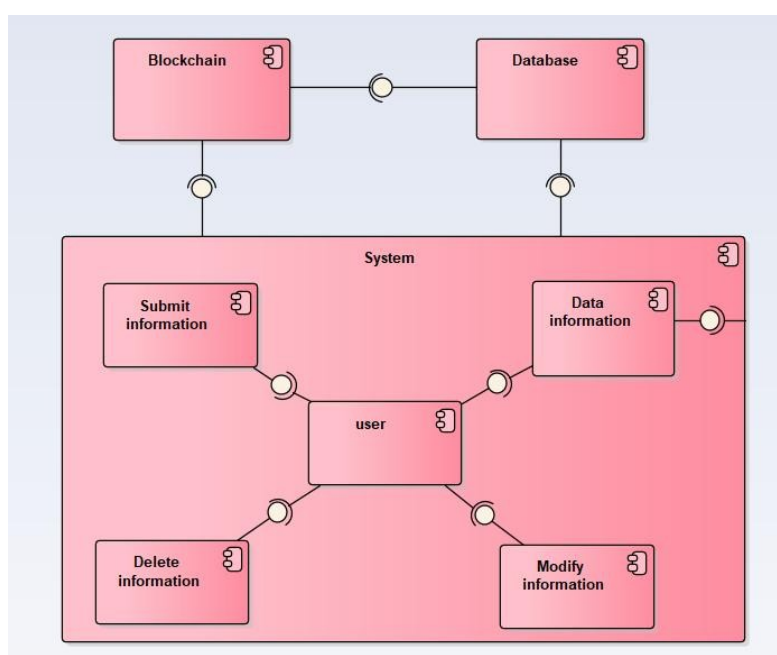 Blockchain
Database
System
Submit
information
Data
information
user
Delete
information
Modify
information